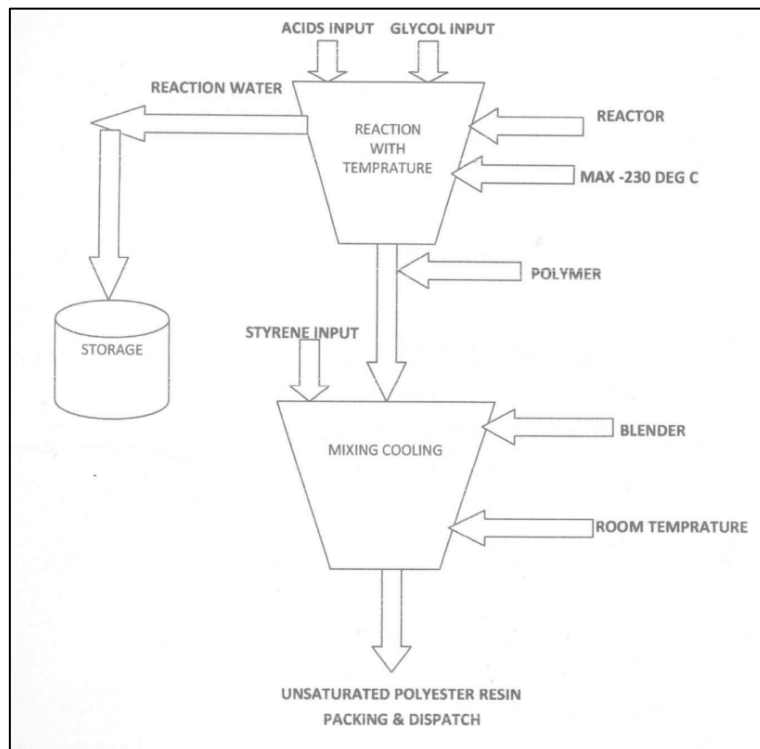 ACIDS INPUT GLYCOL INPUT
REACTION WATER
REACTION
WITH
TEMPRATURE
REACTOR
MAX -230 DEG C
POLYMER
STORAGE
STYRENE INPUT
MIXING COOLING
BLENDER
ROOM TEMPRATURE
UNSATURATED POLYESTER RESIN
PACKING & DISPATCH